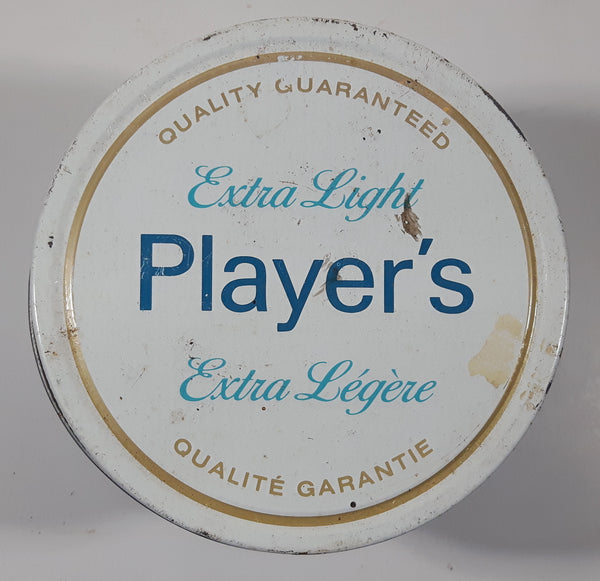 QUALITY GUARANTEED
Extra Light
Player's
Extra Légère
QUALITÉ GARANTIE